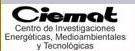 Ciemat
Centro de Investigaciones
Energéticas, Medioambientales
y Tecnológicas